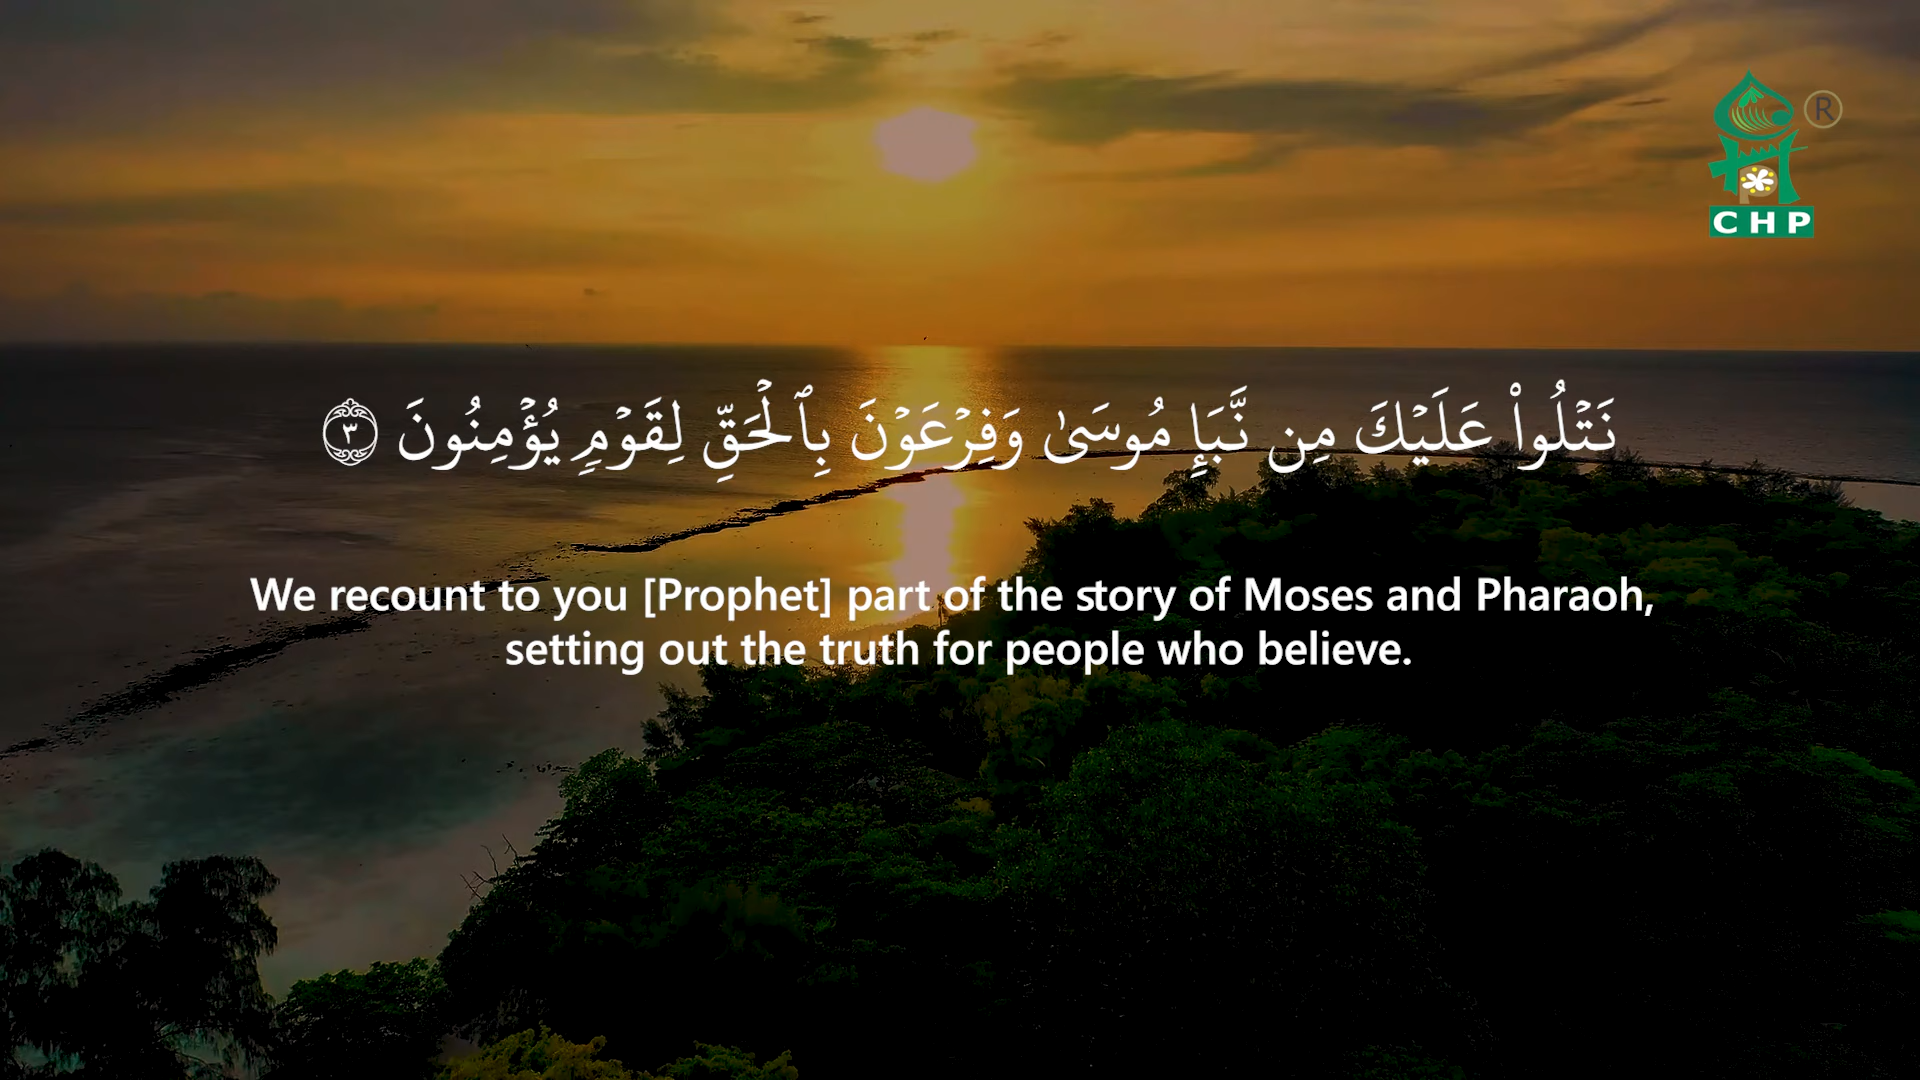 CHP
®
نَتْلُوا۟ عَلَيْكَ مِن نَّبَإِ مُوسَىٰ وَفِرْعَوْنَ بِٱلْحَقِّ لِقَوْمٍ يُؤْمِنُونَ ٣
We recount to you [Prophet] part of the story of Moses and Pharaoh,
setting out the truth for people who believe.